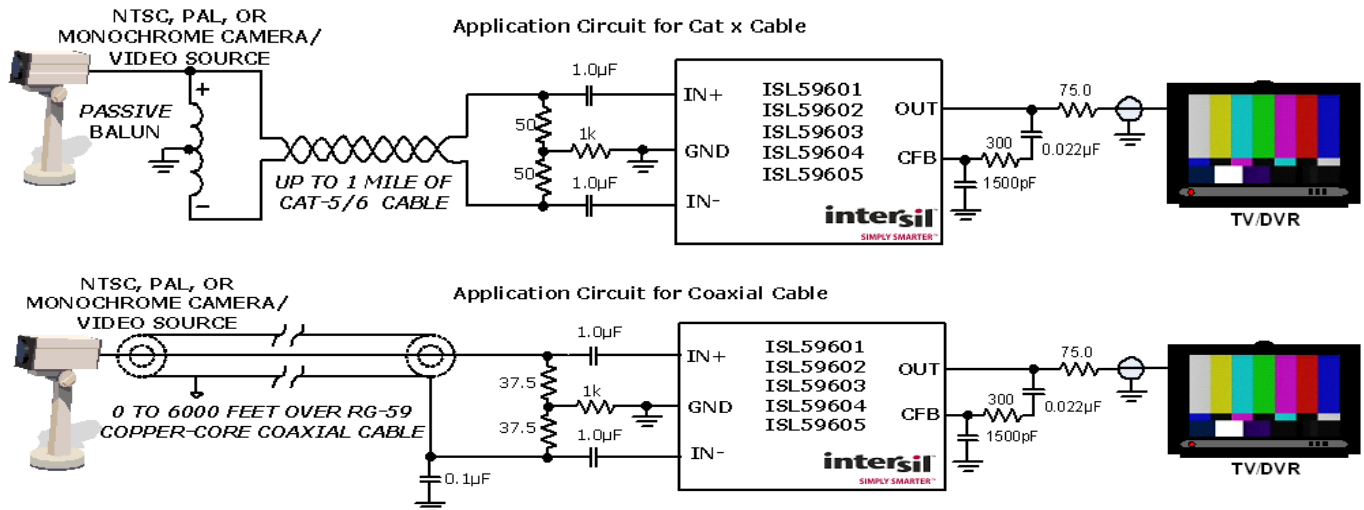 NTSC, PAL, OR
MONOCHROME CAMERA/
VIDEO SOURCE
Application Circuit for Cat x Cable
+
PASSIVE
BALUN
−
UP TO 1 MILE OF
CAT-5/6 CABLE
1.0µF
50
1k
50
1.0µF
IN+
GND
IN-
ISL59601
ISL59602
ISL59603
ISL59604
ISL59605
OUT
CFB
intersil™
SIMPLY SMARTER™
75.0
300
0.022µF
1500pF
TV/DVR
NTSC, PAL, OR
MONOCHROME CAMERA/
VIDEO SOURCE
Application Circuit for Coaxial Cable
0 TO 6000 FEET OVER RG-59
COPPER-CORE COAXIAL CABLE
1.0µF
37.5
1k
37.5
1.0µF
0.1µF
IN+
GND
IN-
ISL59601
ISL59602
ISL59603
ISL59604
ISL59605
OUT
CFB
intersil™
SIMPLY SMARTER™
75.0
300
0.022µF
1500pF
TV/DVR